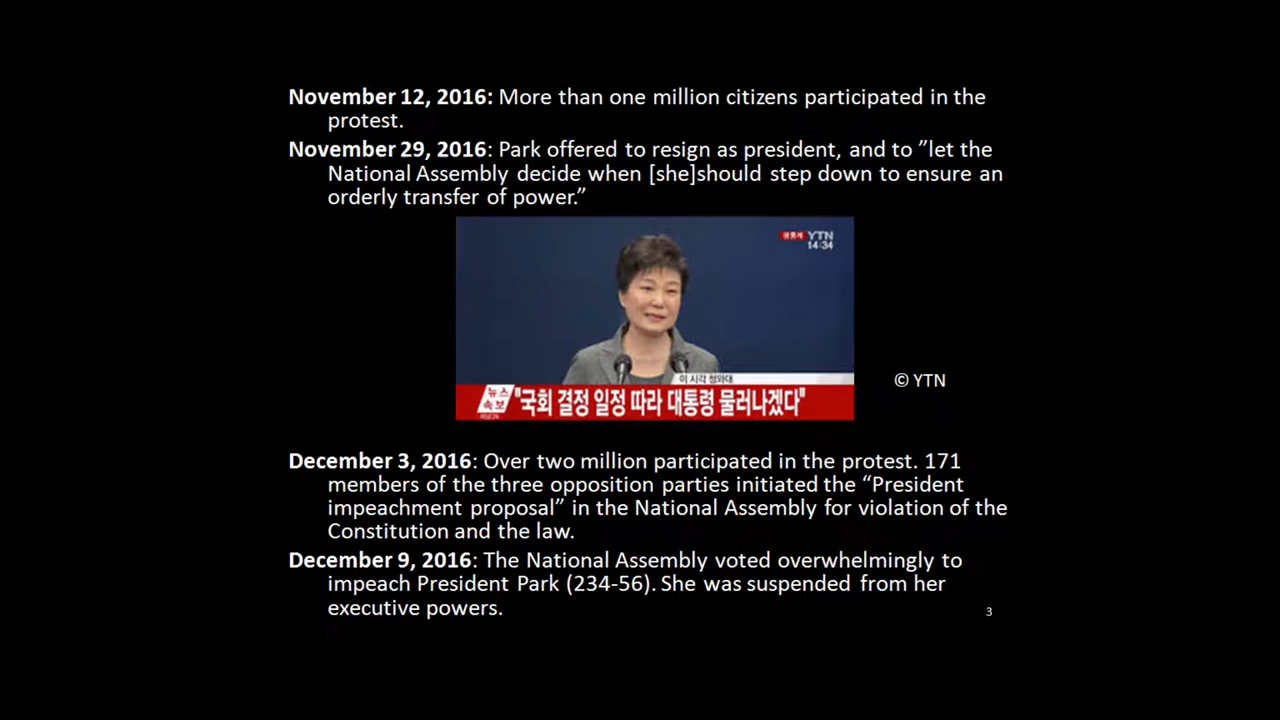 November 12, 2016: More than one million citizens participated in the
protest.
November 29, 2016: Park offered to resign as president, and to ”let the
National Assembly decide when [she]should step down to ensure an
orderly transfer of power.”
YTN
14:34
이 시각 청와대
뉴스
속보
"국회 결정 일정 따라 대통령 물러나겠다"
© YTN
December 3, 2016: Over two million participated in the protest. 171
members of the three opposition parties initiated the “President
impeachment proposal” in the National Assembly for violation of the
Constitution and the law.
December 9, 2016: The National Assembly voted overwhelmingly to
impeach President Park (234-56). She was suspended from her
executive powers.
3